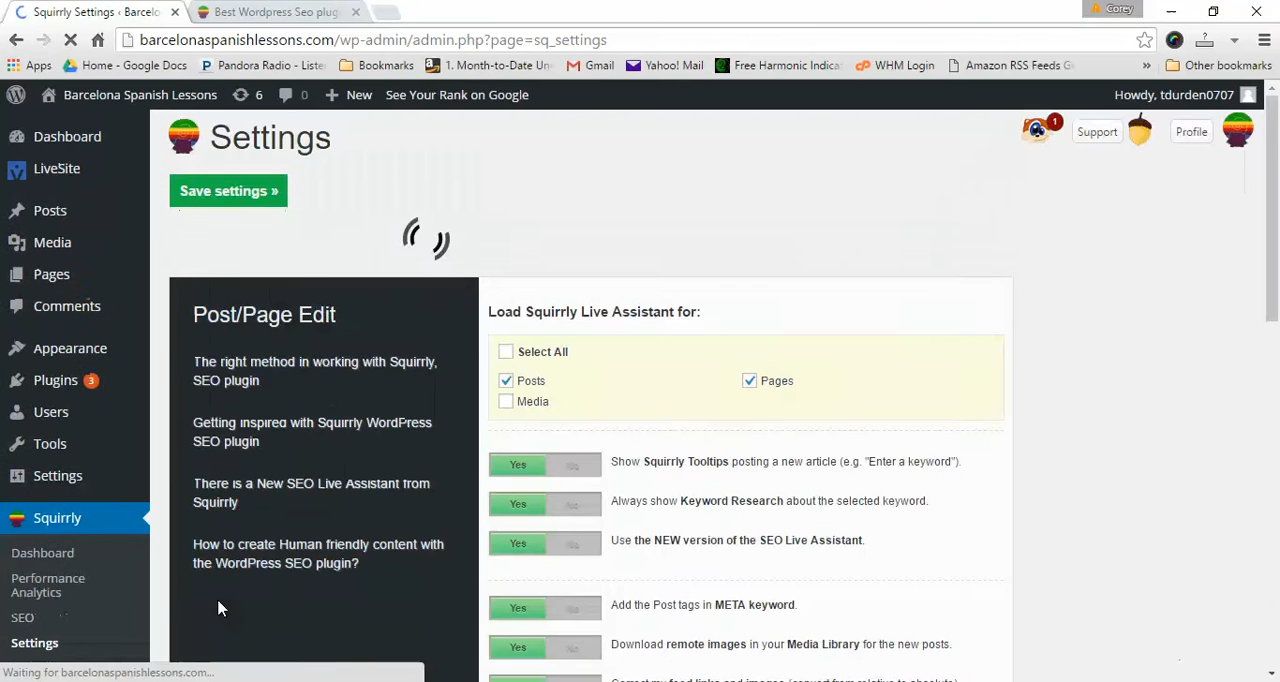 Squirrly Settings ‹ Barcelo
Best Wordpress Seo plug
Corey
barcelonaspanishlessons.com/wp-admin/admin.php?page=sq_settings
Apps
Home - Google Docs
Pandora Radio - Liste
Bookmarks
1. Month-to-Date Un
Gmail
Yahoo! Mail
Free Harmonic Indica
WHM Login
Amazon RSS Feeds G
»
Other bookmarks
Barcelona Spanish Lessons
6
0
New
See Your Rank on Google
Howdy, tdurden0707
Dashboard
LiveSite
Posts
Media
Pages
Comments
Appearance
Plugins 3
Users
Tools
Settings
Squirrly
Dashboard
Performance
Analytics
SEO
Settings
Settings
1
Support
Profile
Save settings »
Post/Page Edit
The right method in working with Squirrly,
SEO plugin
Getting inspired with Squirrly WordPress
SEO plugin
There is a New SEO Live Assistant from
Squirrly
How to create Human friendly content with
the WordPress SEO plugin?
Load Squirrly Live Assistant for:
Select All
Posts
Pages
Media
Yes No Show Squirrly Tooltips posting a new article (e.g. "Enter a keyword").
Yes No Always show Keyword Research about the selected keyword.
Yes No Use the NEW version of the SEO Live Assistant.
Yes No Add the Post tags in META keyword.
Yes No Download remote images in your Media Library for the new posts.
Waiting for barcelonaspanishlessons.com...